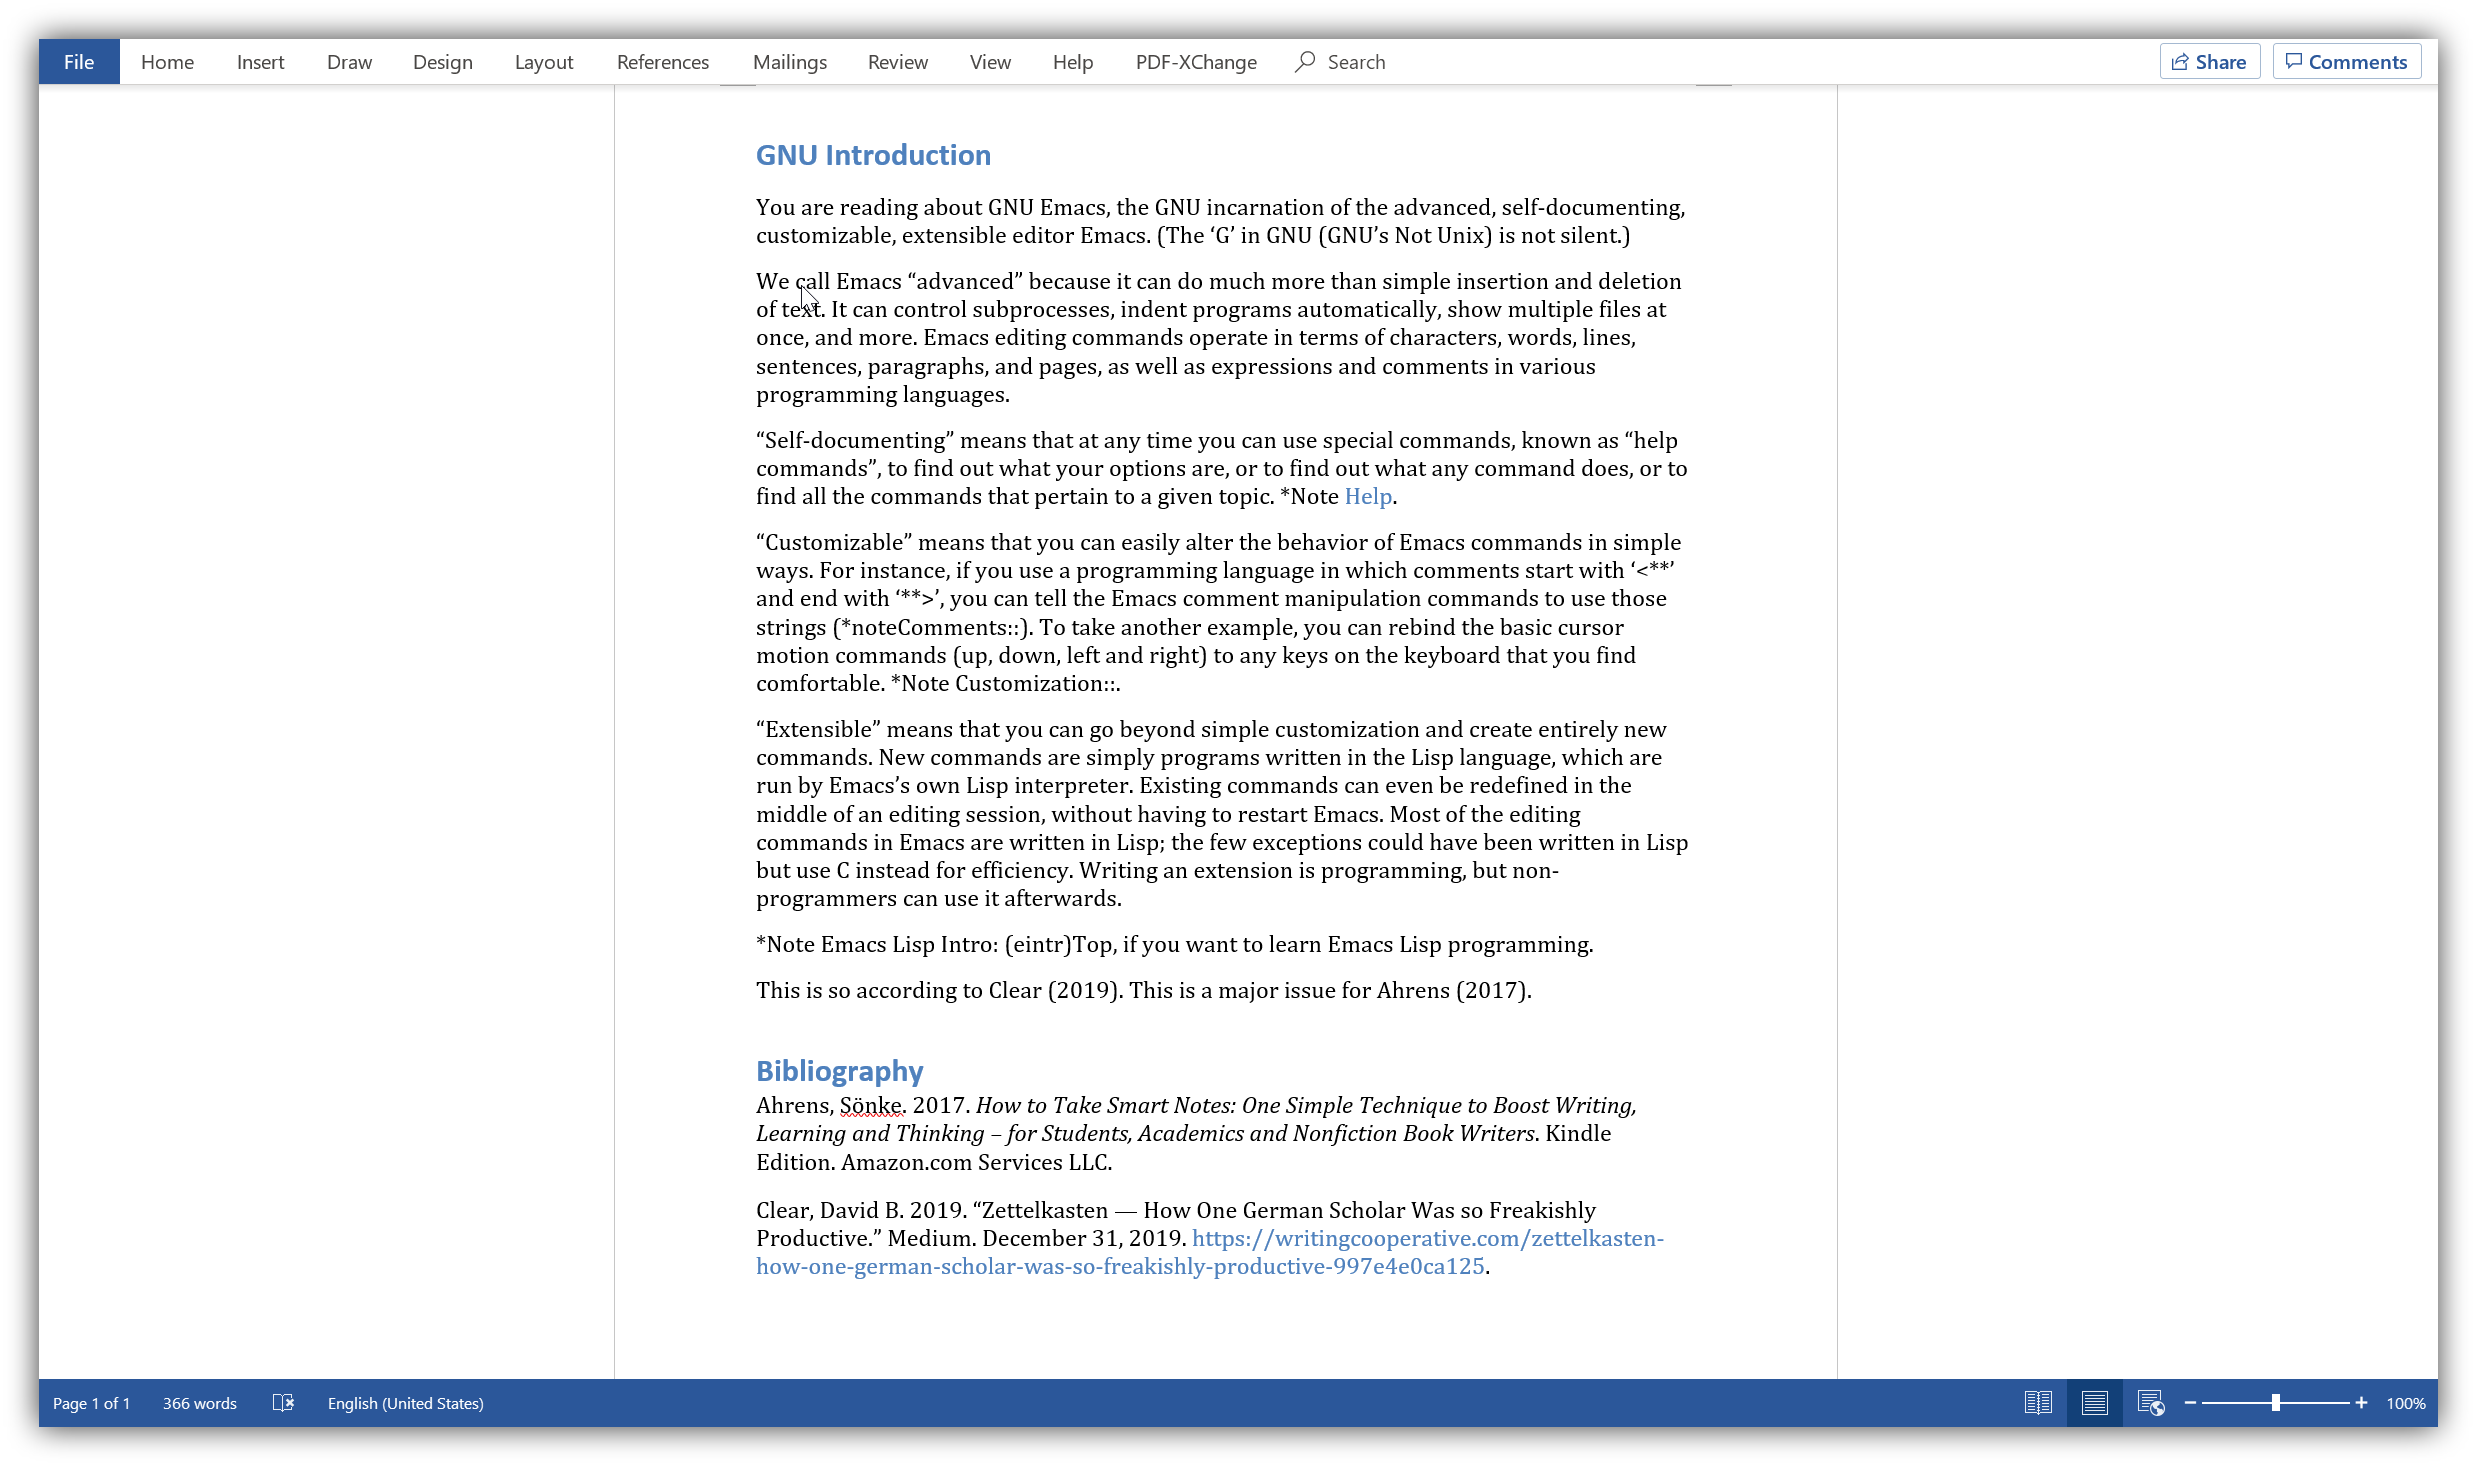 File Home Insert Draw Design Layout References Mailings Review View Help PDF-XChange Search Share Comments
GNU Introduction
You are reading about GNU Emacs, the GNU incarnation of the advanced, self-documenting,
customizable, extensible editor Emacs. (The ‘G’ in GNU (GNU’s Not Unix) is not silent.)
We call Emacs “advanced” because it can do much more than simple insertion and deletion
of text. It can control subprocesses, indent programs automatically, show multiple files at
once, and more. Emacs editing commands operate in terms of characters, words, lines,
sentences, paragraphs, and pages, as well as expressions and comments in various
programming languages.
“Self-documenting” means that at any time you can use special commands, known as “help
commands”, to find out what your options are, or to find out what any command does, or to
find all the commands that pertain to a given topic. *Note Help.
“Customizable” means that you can easily alter the behavior of Emacs commands in simple
ways. For instance, if you use a programming language in which comments start with ‘<**’
and end with ‘**>’, you can tell the Emacs comment manipulation commands to use those
strings (*noteComments::). To take another example, you can rebind the basic cursor
motion commands (up, down, left and right) to any keys on the keyboard that you find
comfortable. *Note Customization::.
“Extensible” means that you can go beyond simple customization and create entirely new
commands. New commands are simply programs written in the Lisp language, which are
run by Emacs’s own Lisp interpreter. Existing commands can even be redefined in the
middle of an editing session, without having to restart Emacs. Most of the editing
commands in Emacs are written in Lisp; the few exceptions could have been written in Lisp
but use C instead for efficiency. Writing an extension is programming, but non-
programmers can use it afterwards.
*Note Emacs Lisp Intro: (eintr)Top, if you want to learn Emacs Lisp programming.
This is so according to Clear (2019). This is a major issue for Ahrens (2017).
Bibliography
Ahrens, Sönke. 2017. How to Take Smart Notes: One Simple Technique to Boost Writing,
Learning and Thinking – for Students, Academics and Nonfiction Book Writers. Kindle
Edition. Amazon.com Services LLC.
Clear, David B. 2019. “Zettelkasten — How One German Scholar Was so Freakishly
Productive.” Medium. December 31, 2019. https://writingcooperative.com/zettelkasten-
how-one-german-scholar-was-so-freakishly-productive-997e4e0ca125.
Page 1 of 1 366 words English (United States) 100%